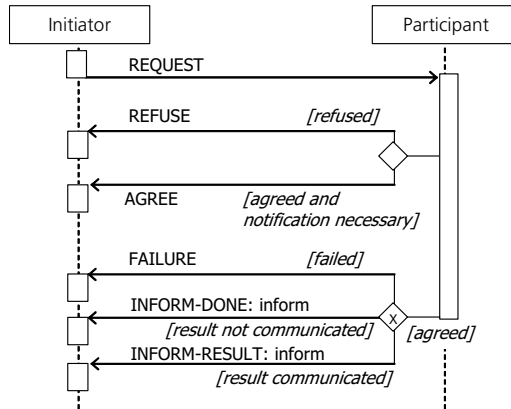 Initiator
Participant
REQUEST
REFUSE
[refused]
AGREE
[agreed and
notification necessary]
FAILURE
[failed]
INFORM-DONE: inform
[result not communicated]
X
[agreed]
INFORM-RESULT: inform
[result communicated]